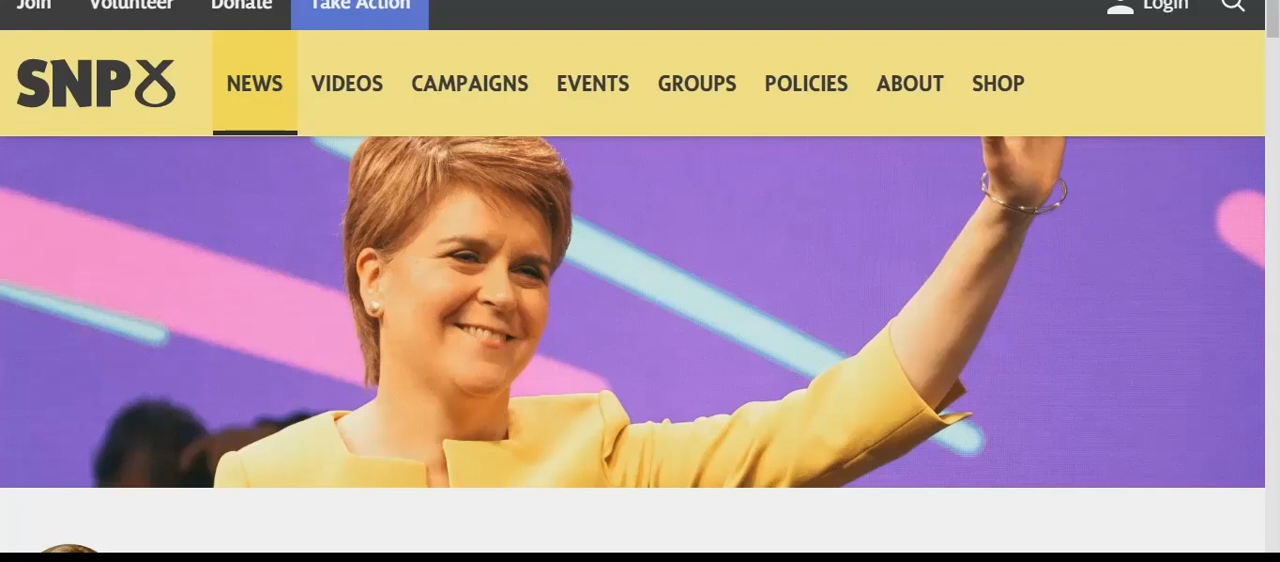 Join Volunteer Donate Take Action Login
SNP NEWS VIDEOS CAMPAIGNS EVENTS GROUPS POLICIES ABOUT SHOP